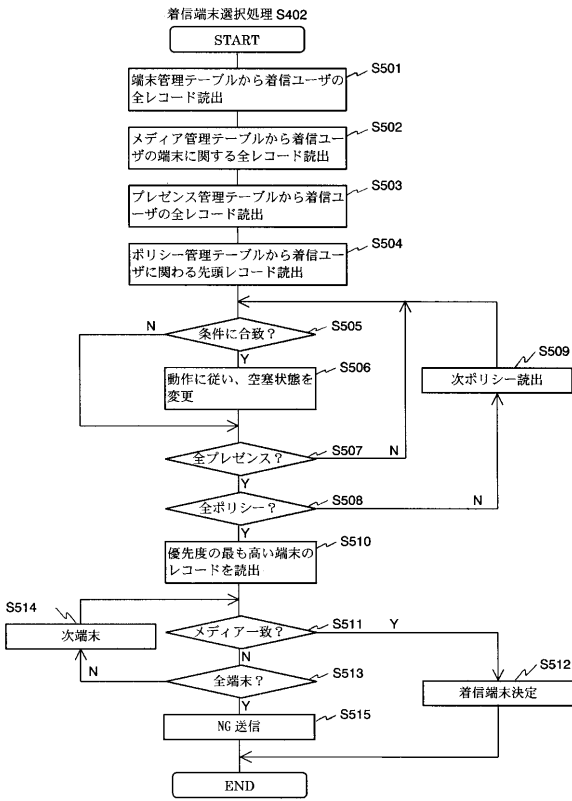 着信端末選択処理 S402
START
S501
端末管理テーブルから着信ユーザの
全レコード読出
S502
メディア管理テーブルから着信ユー
ザの端末に関する全レコード読出
S503
プレゼンス管理テーブルから着信ユ
ーザの全レコード読出
S504
ポリシー管理テーブルから着信ユー
ザに関わる先頭レコード読出
N
条件に合致？
S505
Y
S506
動作に従い、空塞状態を
変更
S509
次ポリシー読出
全プレゼンス？
S507
N
Y
全ポリシー？
S508
N
Y
S510
優先度の最も高い端末の
レコードを読出
S514
次端末
メディア一致？
S511
Y
N
S512
着信端末決定
N
全端末？
S513
Y
NG 送信
S515
END